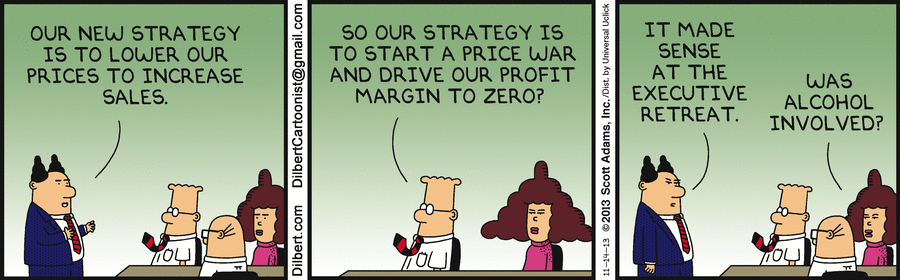 OUR NEW STRATEGY
IS TO LOWER OUR
PRICES TO INCREASE
SALES.
Dilbert.com DilbertCartoonist@gmail.com
SO OUR STRATEGY IS
TO START A PRICE WAR
AND DRIVE OUR PROFIT
MARGIN TO ZERO?
11-14-13 © 2013 Scott Adams, Inc. /Dist. by Universal Uclick
IT MADE
SENSE
AT THE
EXECUTIVE
RETREAT.
WAS
ALCOHOL
INVOLVED?